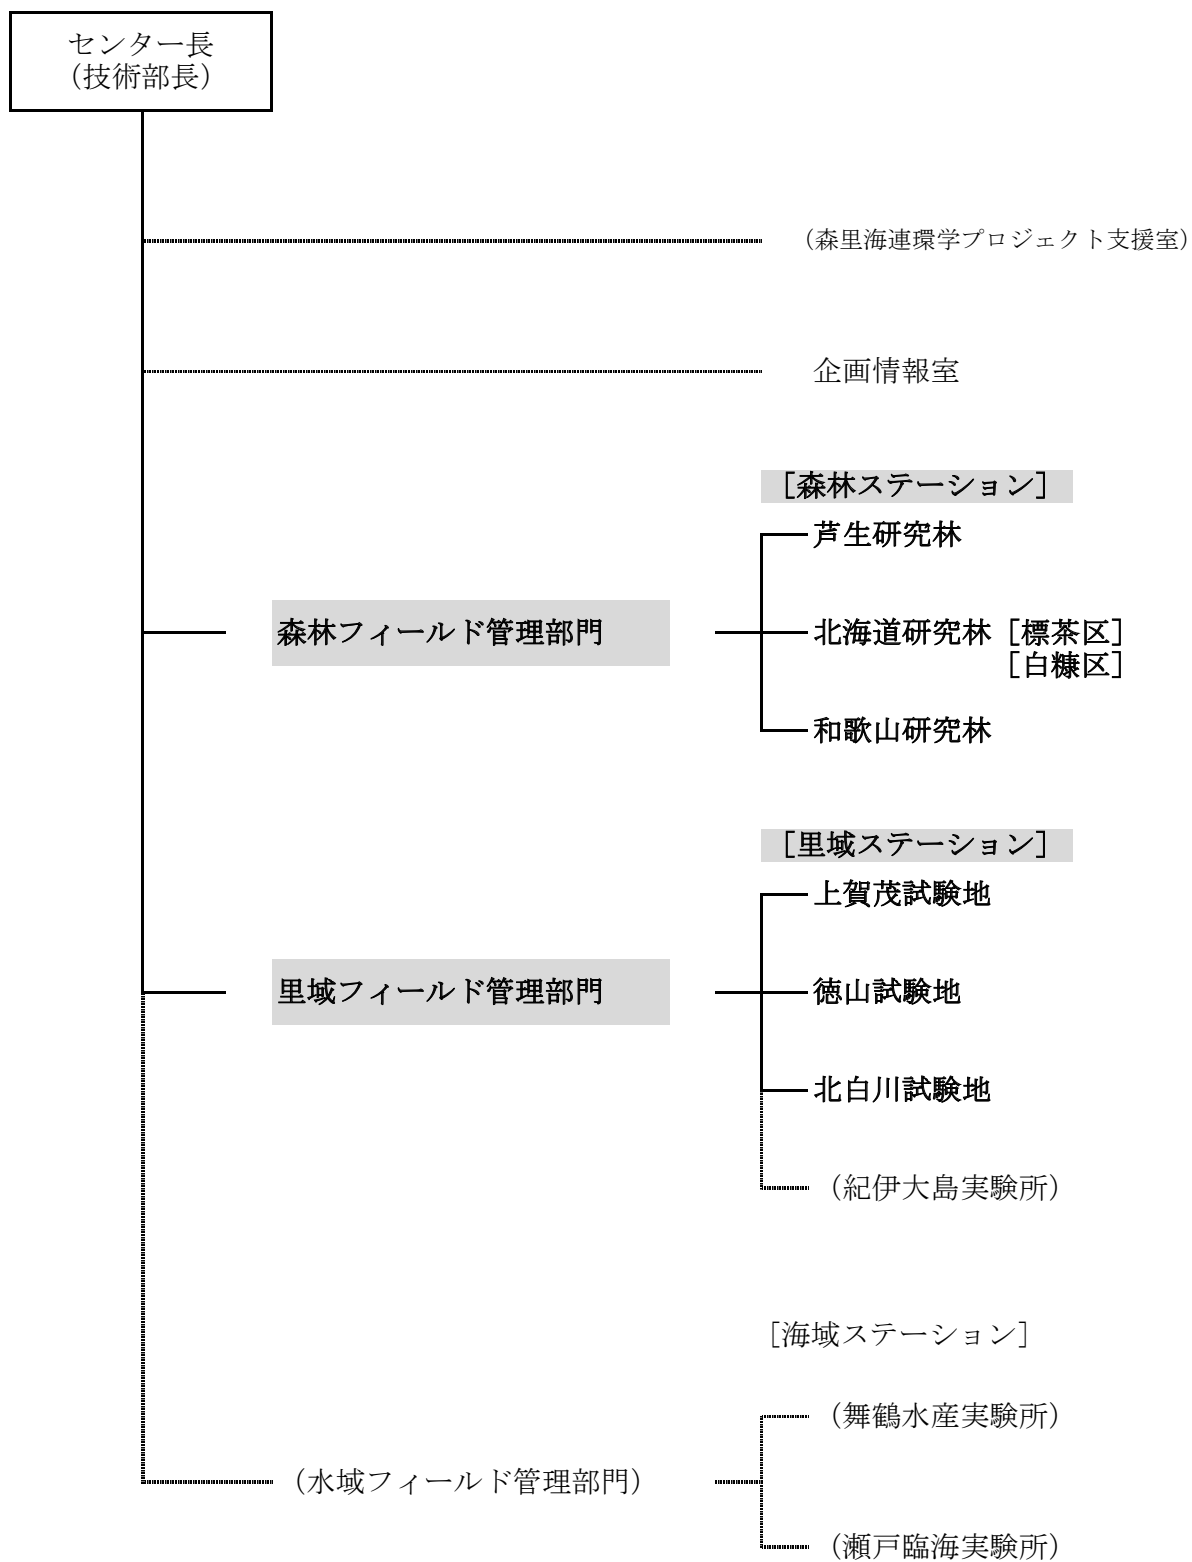 センター長
（技術部長）
（森里海連環学プロジェクト支援室）
企画情報室
［森林ステーション］
芦生研究林
森林フィールド管理部門
北海道研究林［標茶区］
［白糠区］
和歌山研究林
［里域ステーション］
上賀茂試験地
里域フィールド管理部門
徳山試験地
北白川試験地
（紀伊大島実験所）
［海域ステーション］
（舞鶴水産実験所）
（水域フィールド管理部門）
（瀬戸臨海実験所）